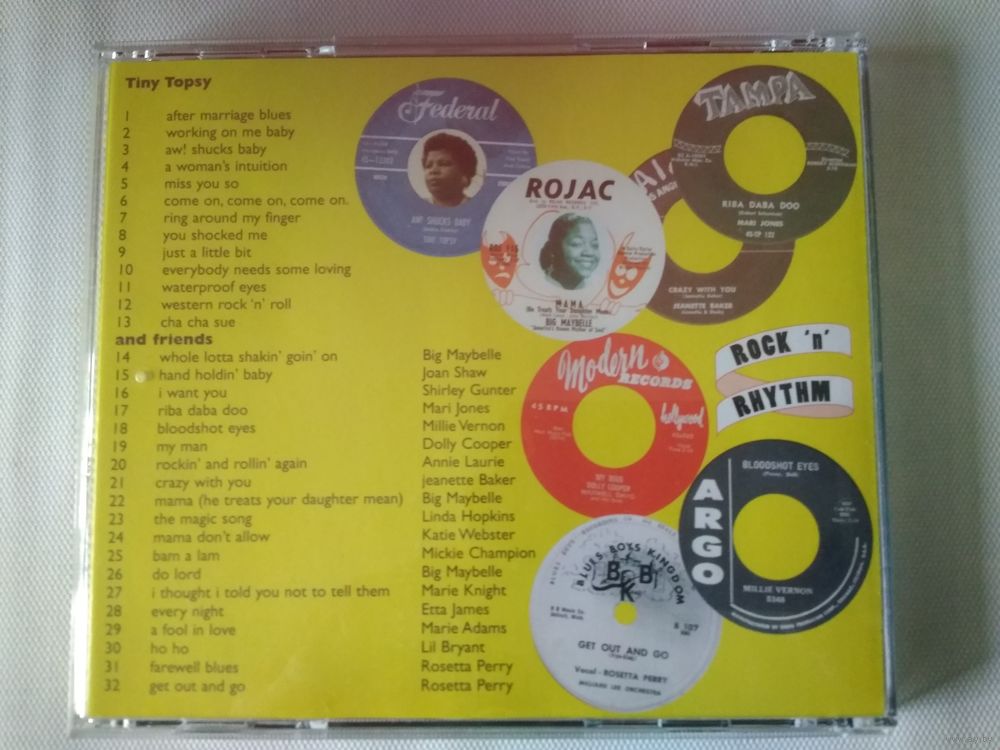 Tiny Topsy
1 after marriage blues
2 working on me baby
3 aw! shucks baby
4 a woman's intuition
5 miss you so
6 come on, come on, come on.
7 ring around my finger
8 you shocked me
9 just a little bit
10 everybody needs some loving
11 waterproof eyes
12 western rock 'n' roll
13 cha cha sue
and friends
14 whole lotta shakin' goin' on Big Maybelle
15 hand holdin' baby Joan Shaw
16 i want you Shirley Gunter
17 riba daba doo Mari Jones
18 bloodshot eyes Millie Vernon
19 my man Dolly Cooper
20 rockin' and rollin' again Annie Laurie
21 crazy with you jeanette Baker
22 mama (he treats your daughter mean) Big Maybelle
23 the magic song Linda Hopkins
24 mama don't allow Katie Webster
25 bam a lam Mickie Champion
26 do lord Big Maybelle
27 i thought i told you not to tell them Marie Knight
28 every night Etta James
29 a fool in love Marie Adams
30 ho ho Lil Bryant
31 farewell blues Rosetta Perry
32 get out and go Rosetta Perry
Federal
AW! SHUCKS BABY
TINY TOPSY
ROJAC
MAMA
(He Treats Your Daughter Mean)
BIG MAYBELLE
TAMPA
RIBA DABA DOO
MARI JONES
45-CP 122
CRAZY WITH YOU
JEANETTE BAKER
Modern
RECORDS
hollywood
45 RPM
DOLLY COOPER
ROCK 'n'
RHYTHM
ARGO
BLOODSHOT EYES
MILLIE VERNON
BLUES BOYS KINGDOM
BBK
GET OUT AND GO
Vocal - ROSETTA PERRY